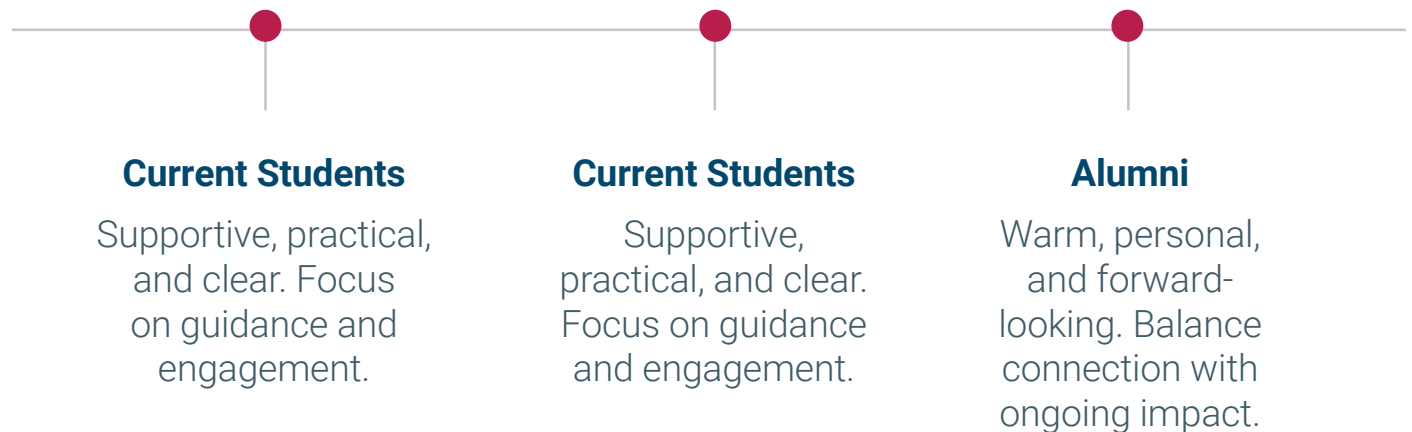 Current Students
Supportive, practical,
and clear. Focus
on guidance and
engagement.
Current Students
Supportive,
practical, and clear.
Focus on guidance
and engagement.
Alumni
Warm, personal,
and forward-
looking. Balance
connection with
ongoing impact.